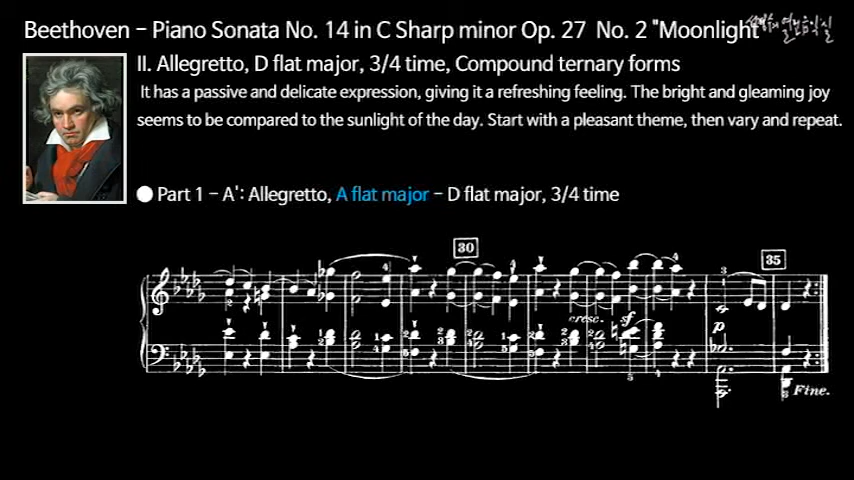 Beethoven - Piano Sonata No. 14 in C Sharp minor Op. 27 No. 2 "Moonlight
II. Allegretto, D flat major, 3/4 time, Compound ternary forms
It has a passive and delicate expression, giving it a refreshing feeling. The bright and gleaming joy
seems to be compared to the sunlight of the day. Start with a pleasant theme, then vary and repeat.
Part 1 - A': Allegretto, A flat major - D flat major, 3/4 time
30
35
cresc. sf
p
Fine.